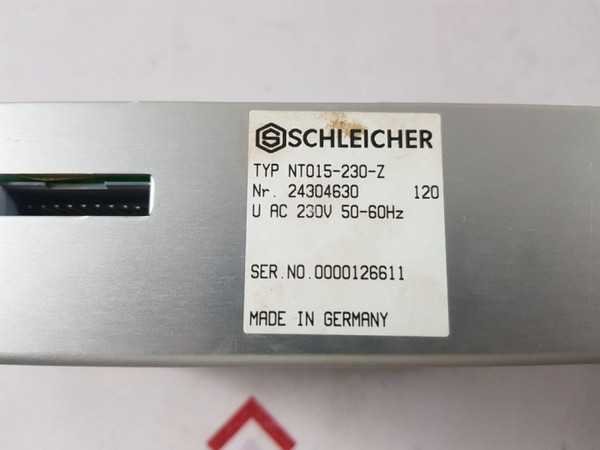 SCHLEICHER
TYP NT015-230-Z
Nr. 24304630 120
U AC 230V 50-60Hz
SER.NO.0000126611
MADE IN GERMANY